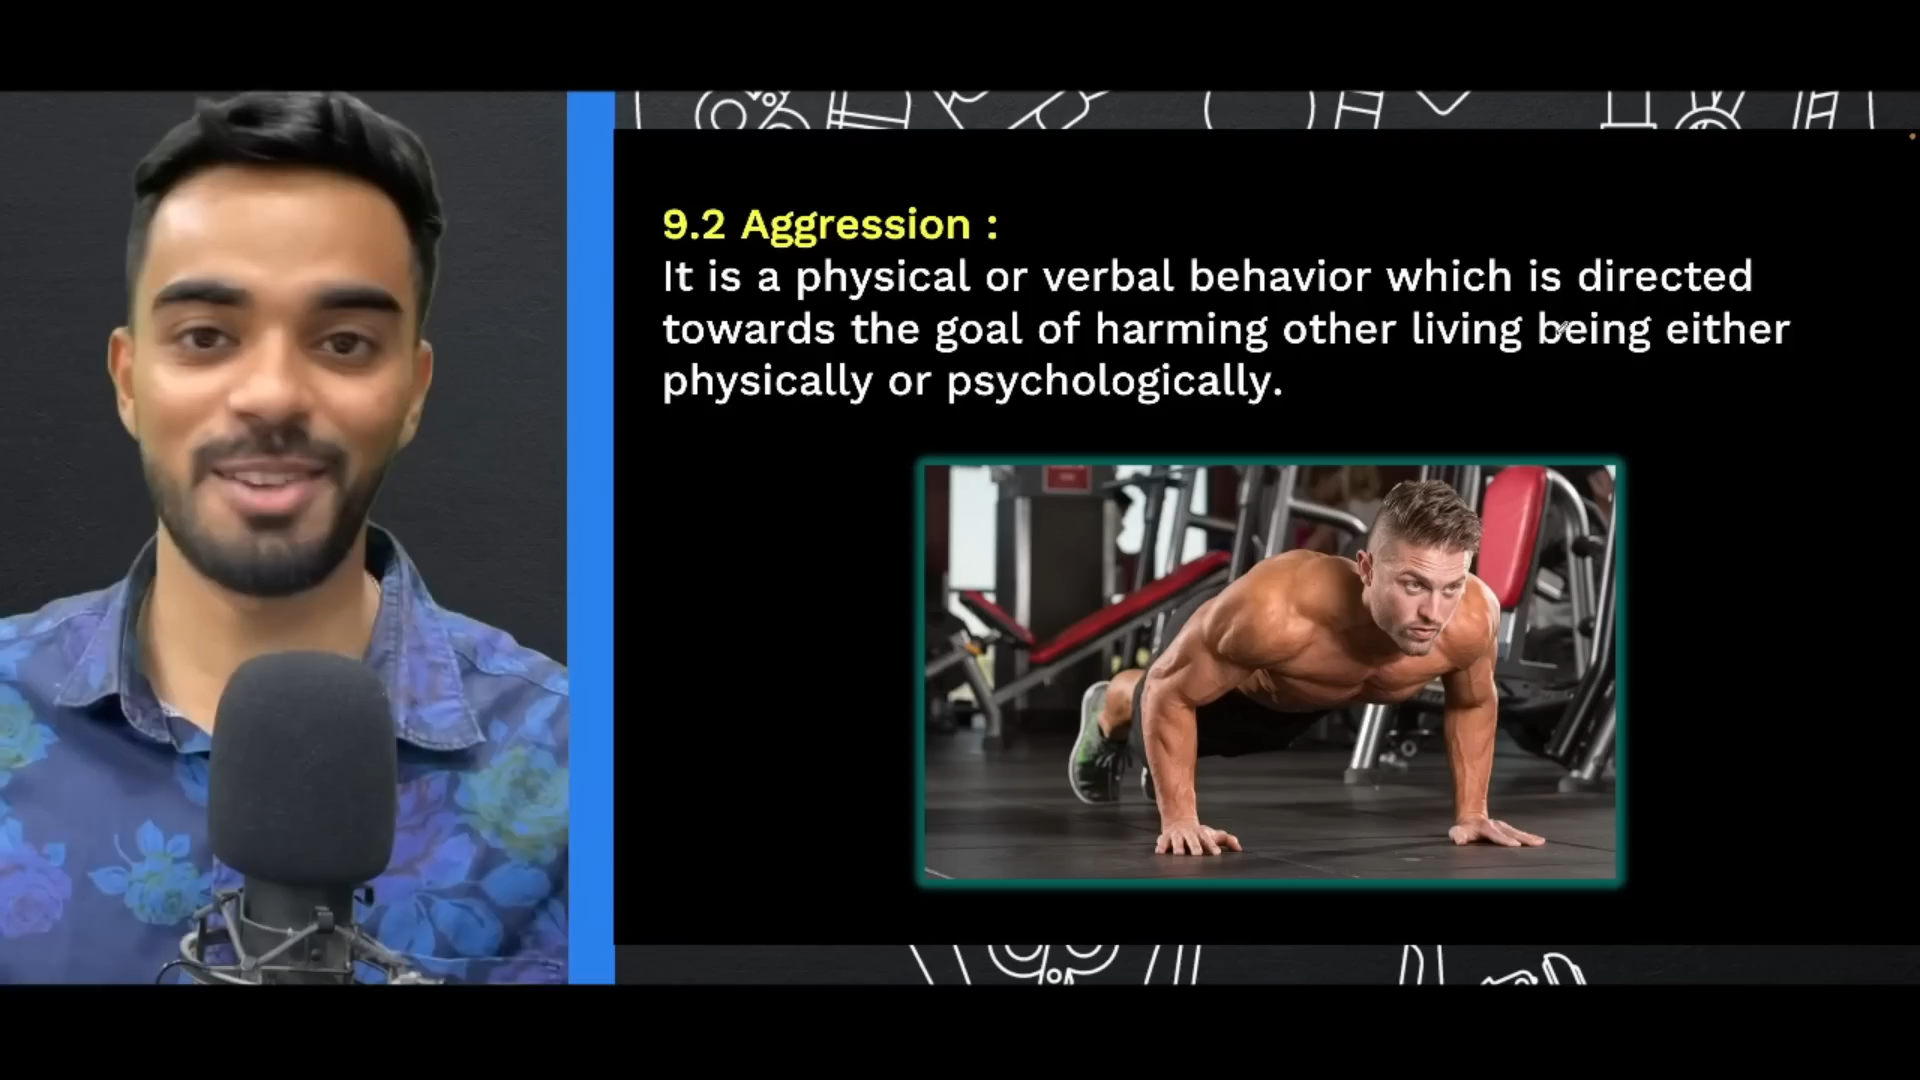 9.2 Aggression :
It is a physical or verbal behavior which is directed
towards the goal of harming other living being either
physically or psychologically.